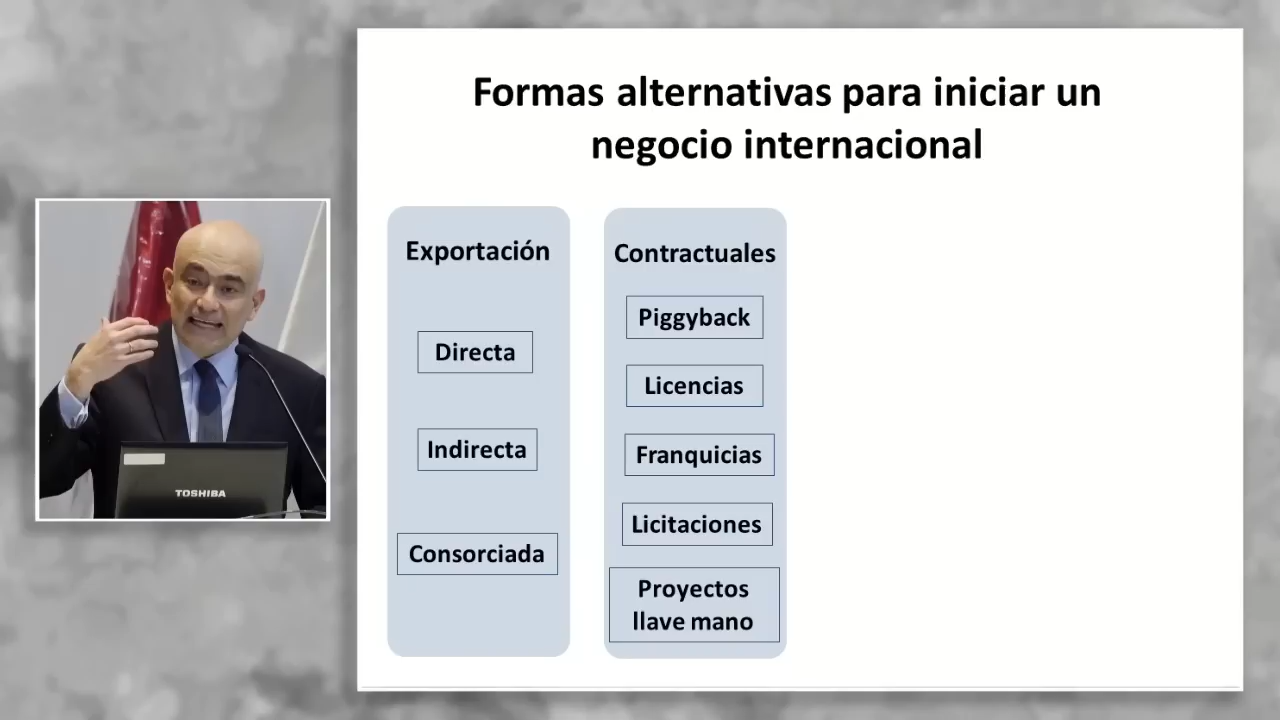 Formas alternativas para iniciar un
negocio internacional
Exportación
Directa
Indirecta
Consorciada
Contractuales
Piggyback
Licencias
Franquicias
Licitaciones
Proyectos
llave mano
TOSHIBA